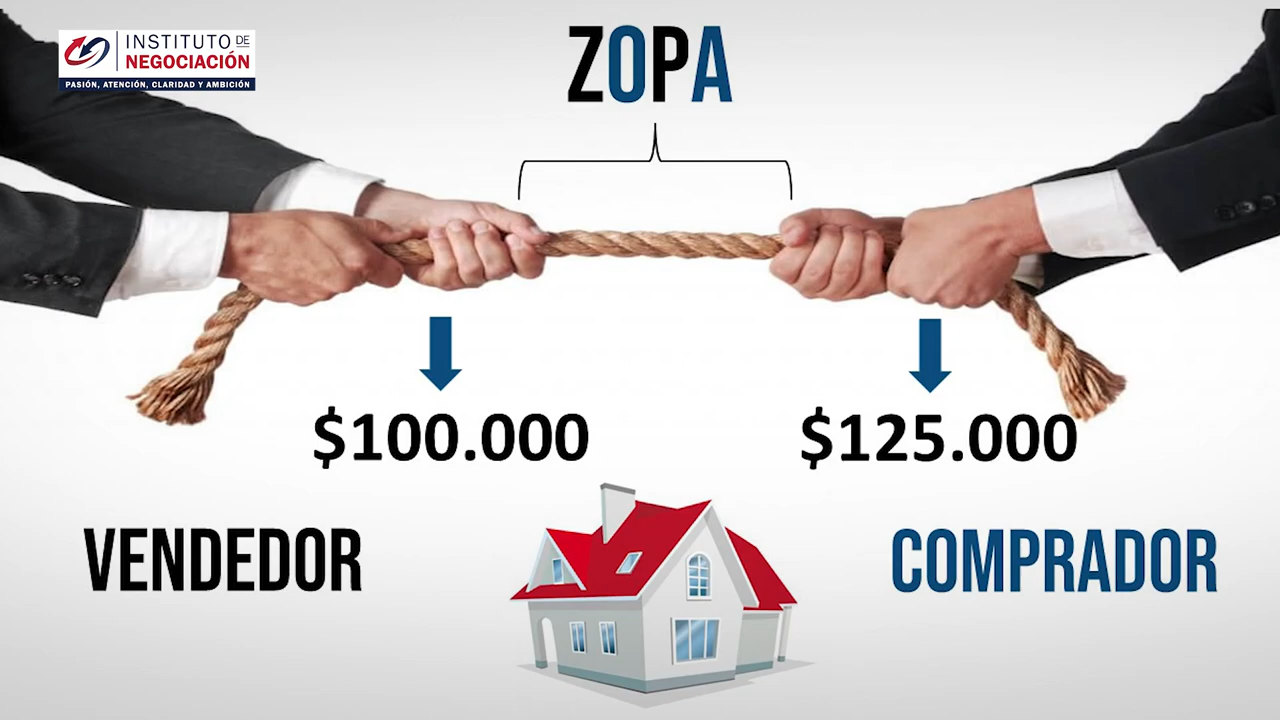 INSTITUTO DE
NEGOCIACIÓN
PASIÓN, ATENCIÓN, CLARIDAD Y AMBICIÓN
ZOPA
$100.000
$125.000
VENDEDOR
COMPRADOR